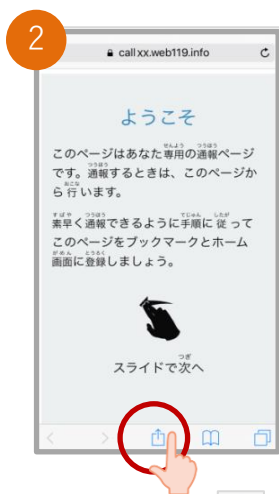 2
callxx.web119.info
ようこそ
このページはあなた専用の通報ページ
です。通報するときは、このページか
ら行います。
素早く通報できるように手順に従って
このページをブックマークとホーム
画面に登録しましょう。
スライドで次へ